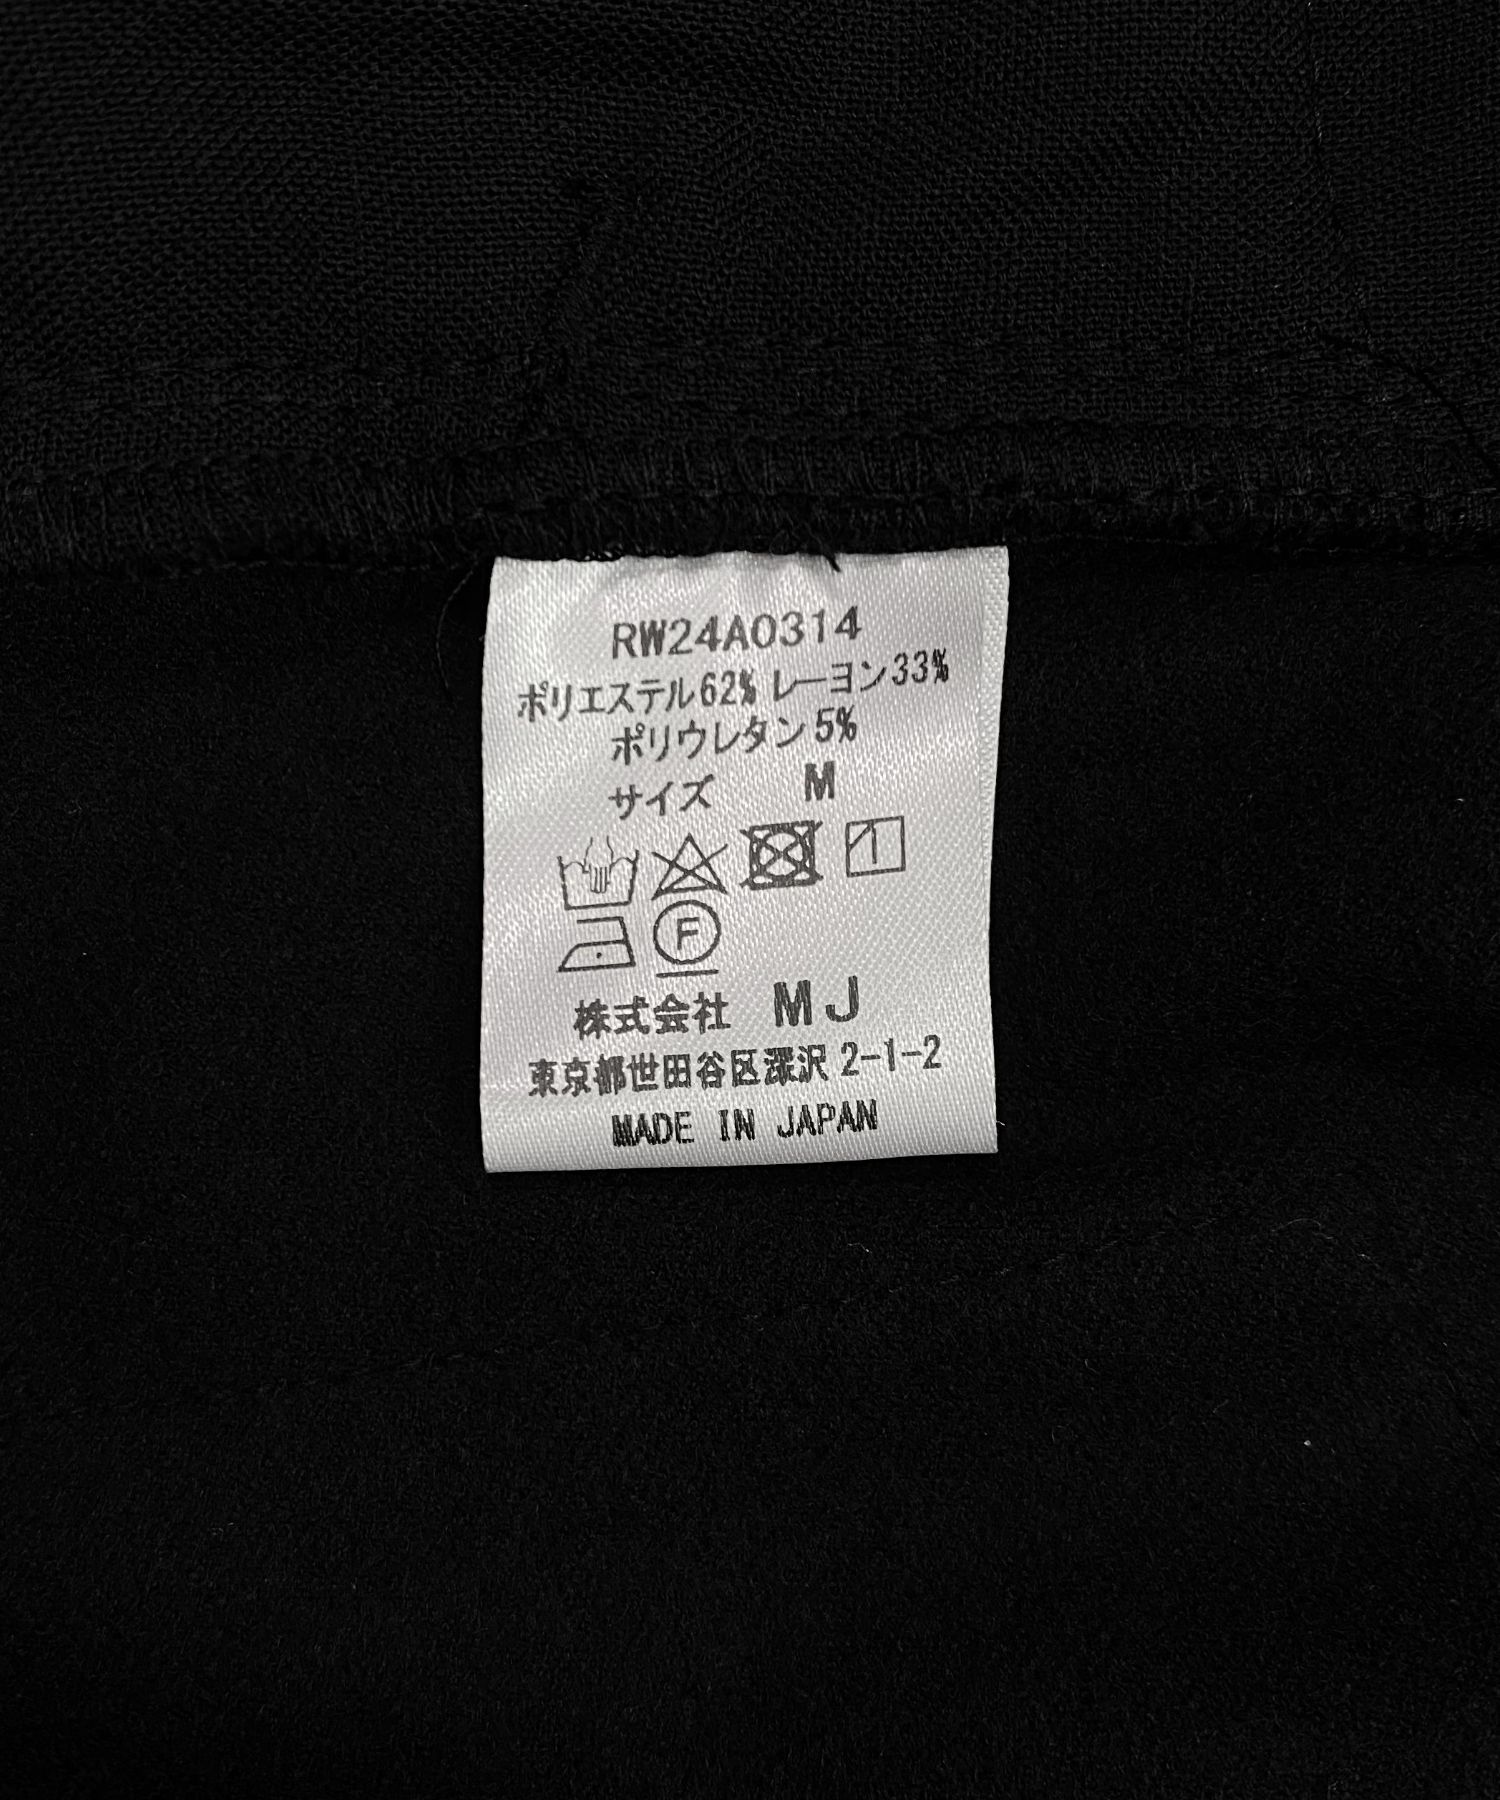 RW24A0314
ポリエステル62% レーヨン33%
ポリウレタン5%
サイズ M
F
株式会社 MJ
東京都世田谷区深沢2-1-2
MADE IN JAPAN